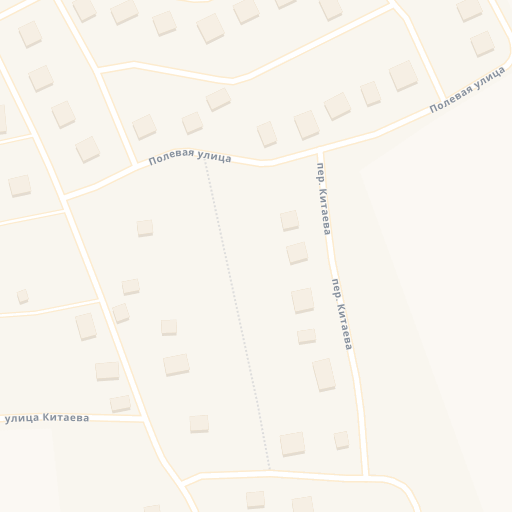 Полевая улица
Полевая улица
пер. Китаева
пер. Китаева
улица Китаева